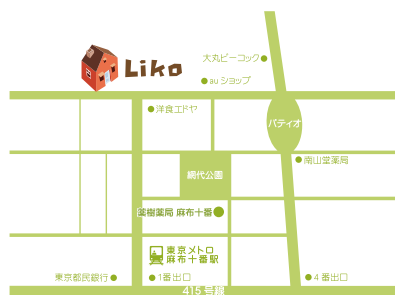 大丸ピーコック
Liko
auショップ
洋食エドヤ
パティオ
南山堂薬局
網代公園
薬樹薬局 麻布十番
東京メトロ
麻布十番駅
東京都民銀行
1番出口
4番出口
415号線